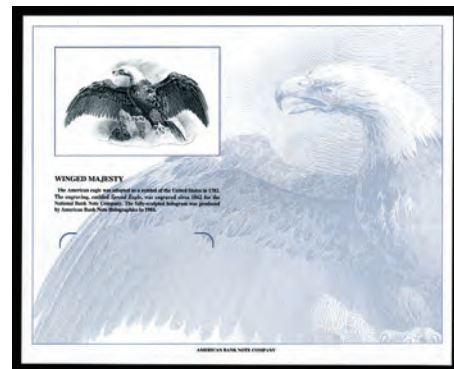 WINGED MAJESTY
The American eagle was adopted as a symbol of the United States in 1782.
The engraving, entitled Spread Eagle, was engraved circa 1862 for the
National Bank Note Company. The fully-sculpted hologram was produced
by American Bank Note Holographics in 1984.
AMERICAN BANK NOTE COMPANY